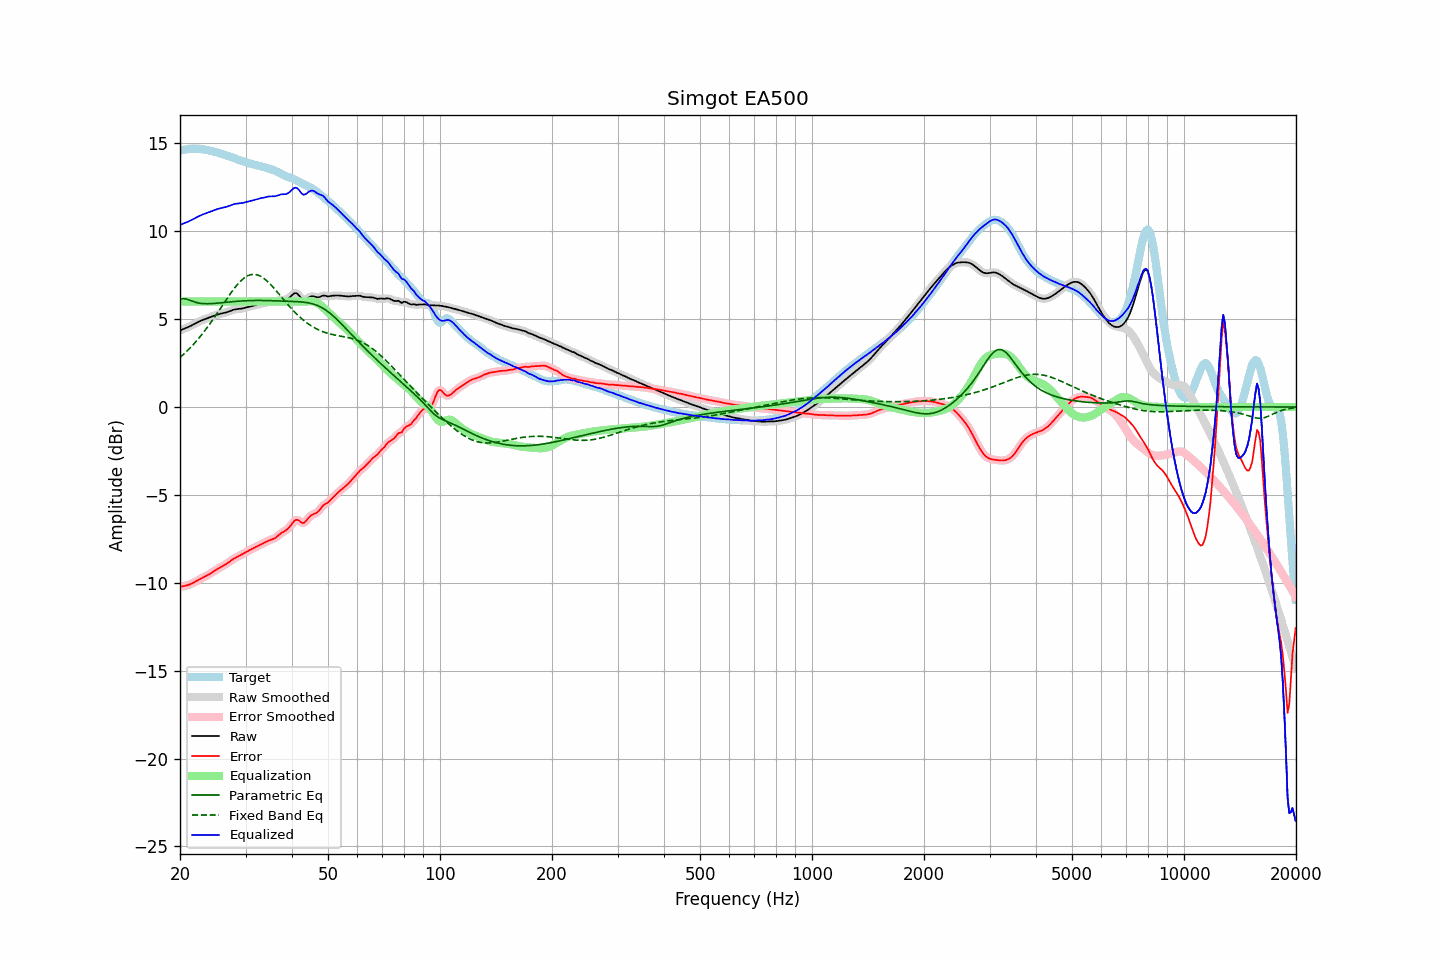 Simgot EA500
15
10
5
0
−5
−10
−15
−20
−25
Amplitude (dBr)
Target
Raw Smoothed
Error Smoothed
Raw
Error
Equalization
Parametric Eq
Fixed Band Eq
Equalized
20 50 100 200 500 1000 2000 5000 10000 20000
Frequency (Hz)